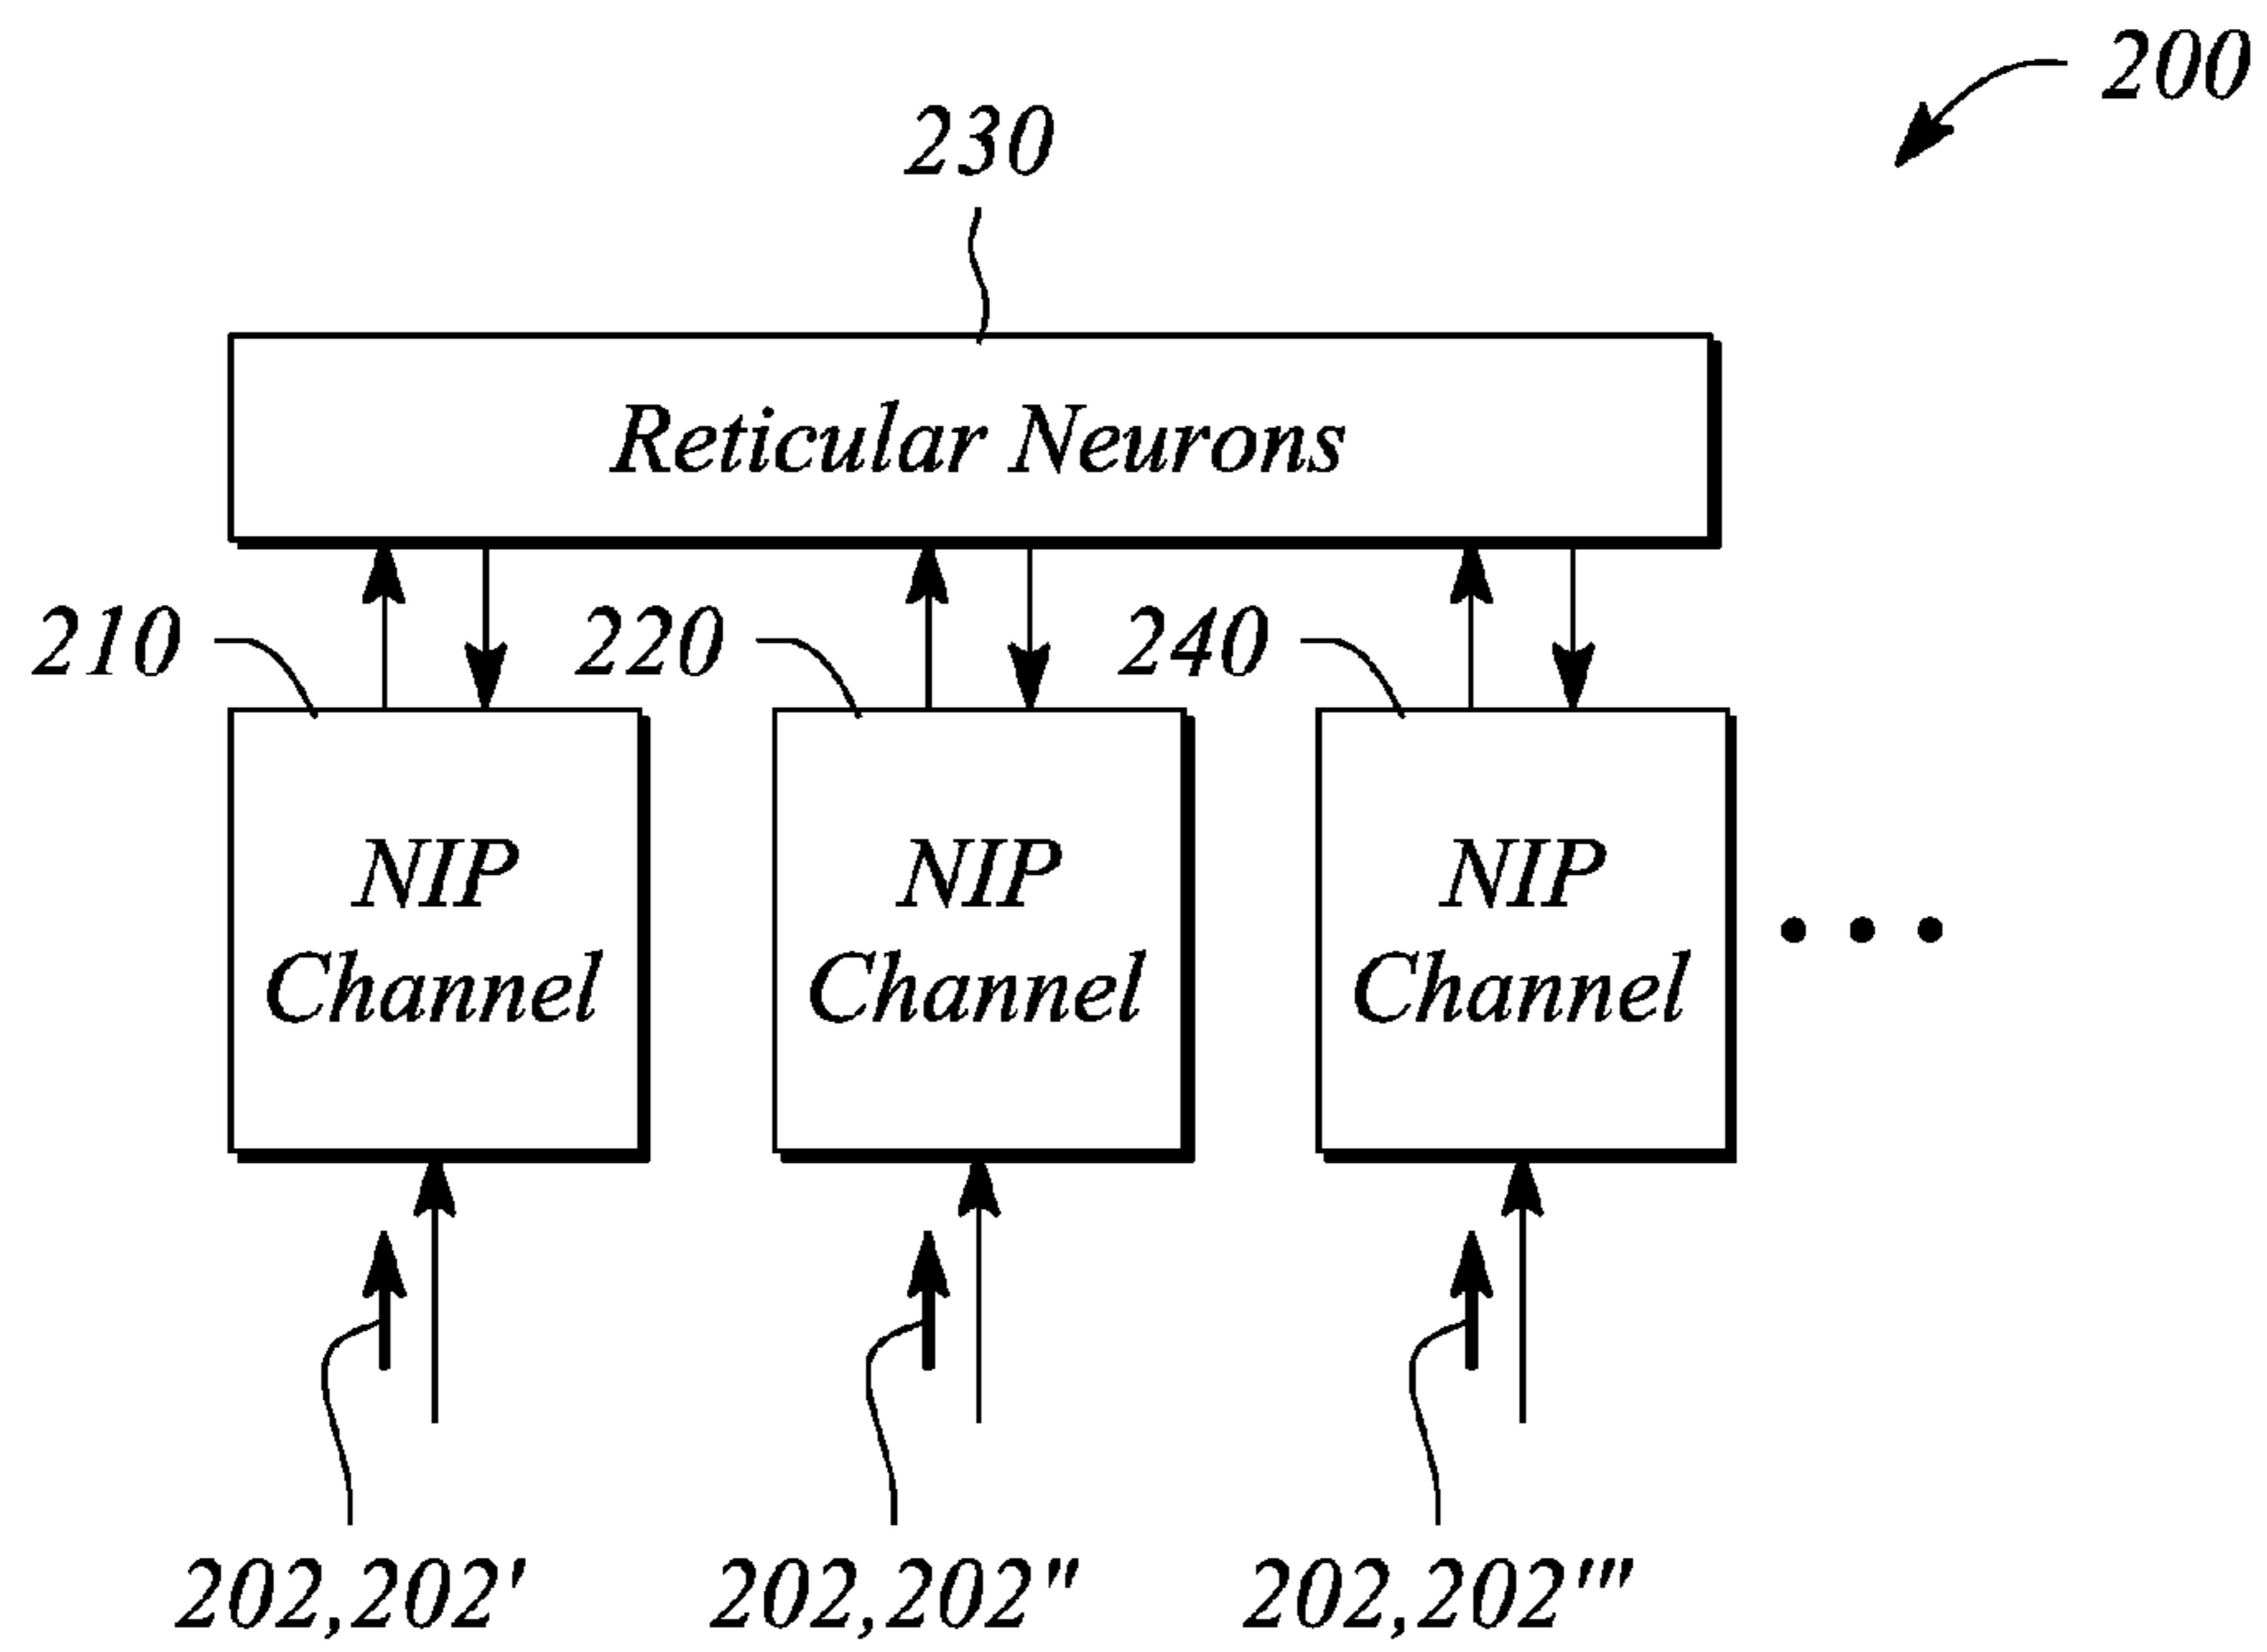 200
230
Reticular Neurons
210
220
240
NIP
Channel
NIP
Channel
NIP
Channel
202,202'
202,202"
202,202'"